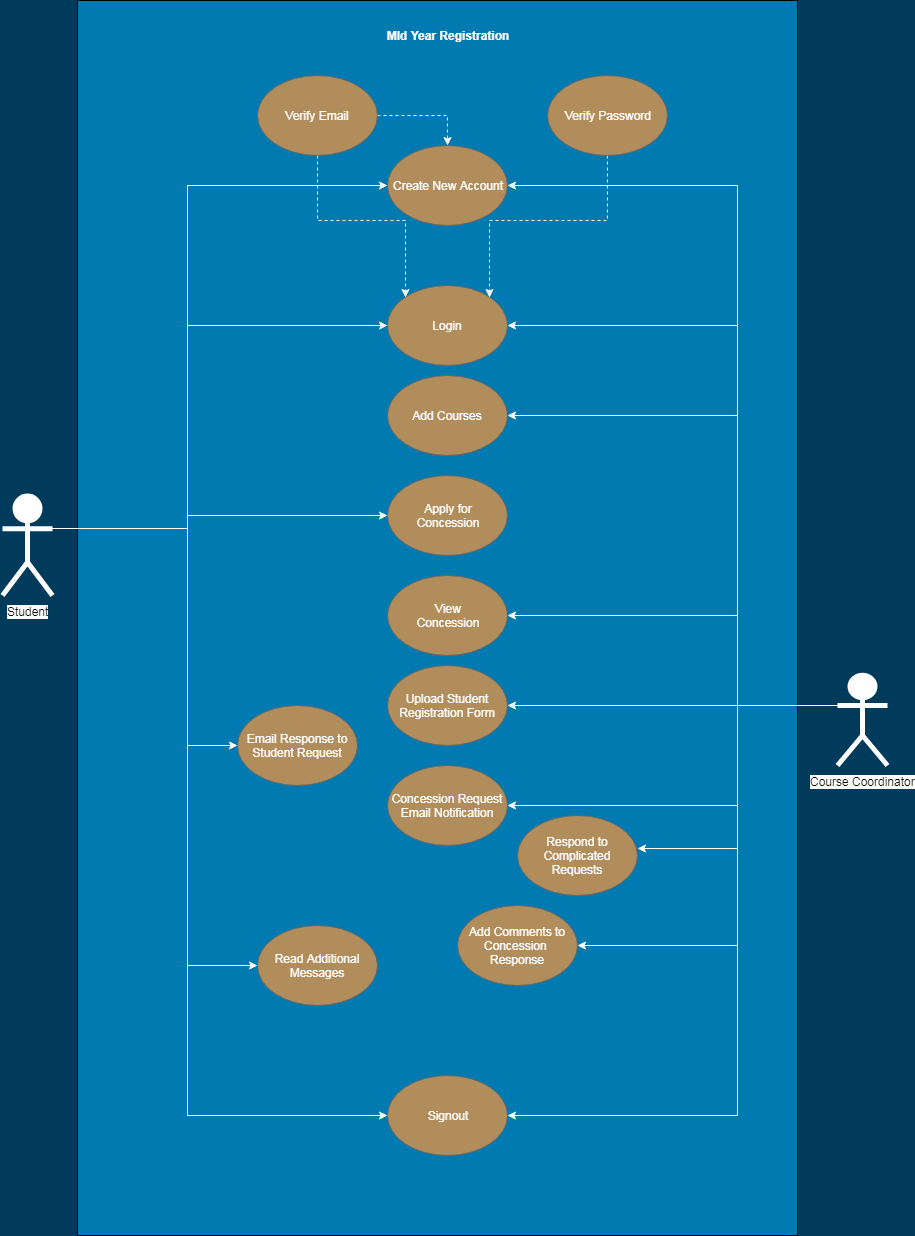 MId Year Registration
Verify Email
Verify Password
Create New Account
Login
Add Courses
Apply for
Concession
Student
View
Concession
Upload Student
Registration Form
Email Response to
Student Request
Course Coordinator
Concession Request
Email Notification
Respond to
Complicated
Requests
Add Comments to
Concession
Response
Read Additional
Messages
Signout